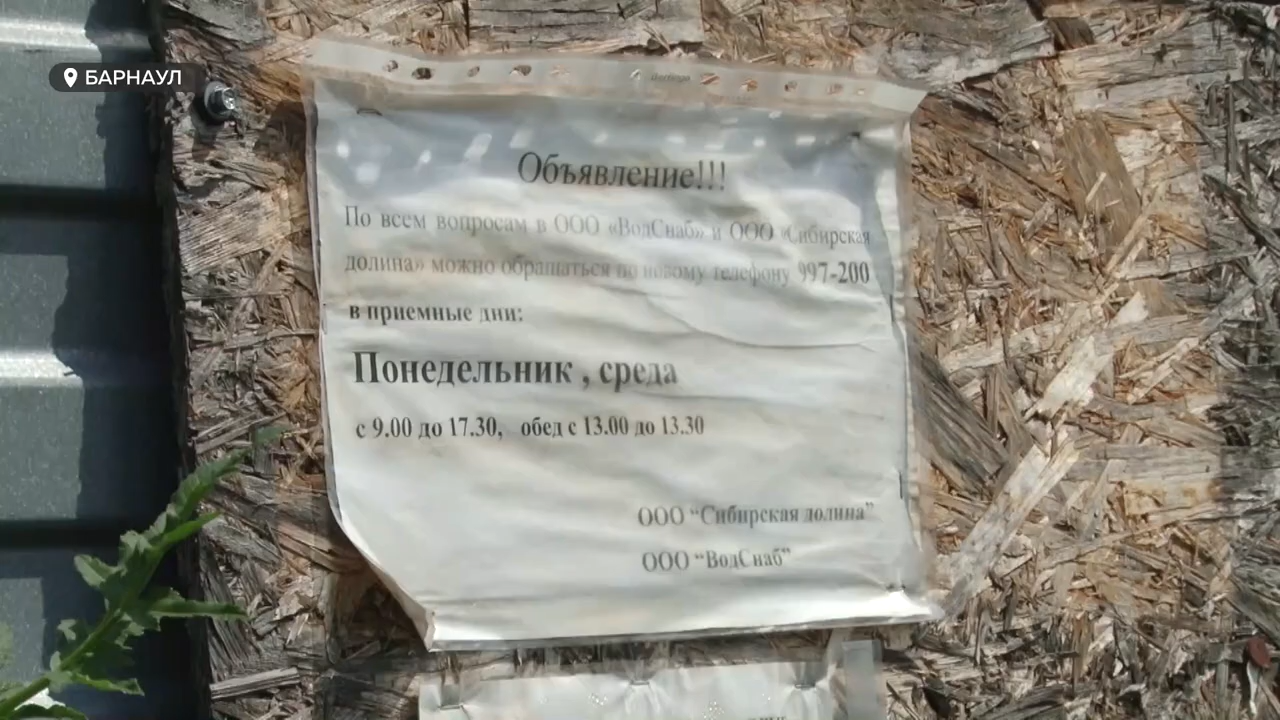 БАРНАУЛ
Объявление!!!
По всем вопросам в ООО «ВодСнаб» и ООО «Сибирская
долина» можно обращаться по новому телефону 997-200
в приемные дни:
Понедельник , среда
с 9.00 до 17.30, обед с 13.00 до 13.30
ООО “Сибирская долина”
ООО “ВодСнаб”